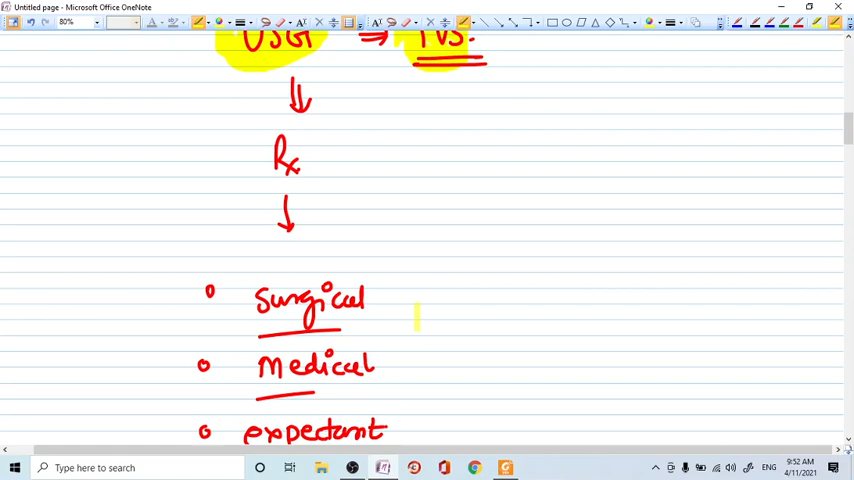 Untitled page - Microsoft OneNote
80%
USG ⇒ TVS.
Rx
Surgical
Medical
expectant
Type here to search
ENG
9:52 AM
4/11/2021